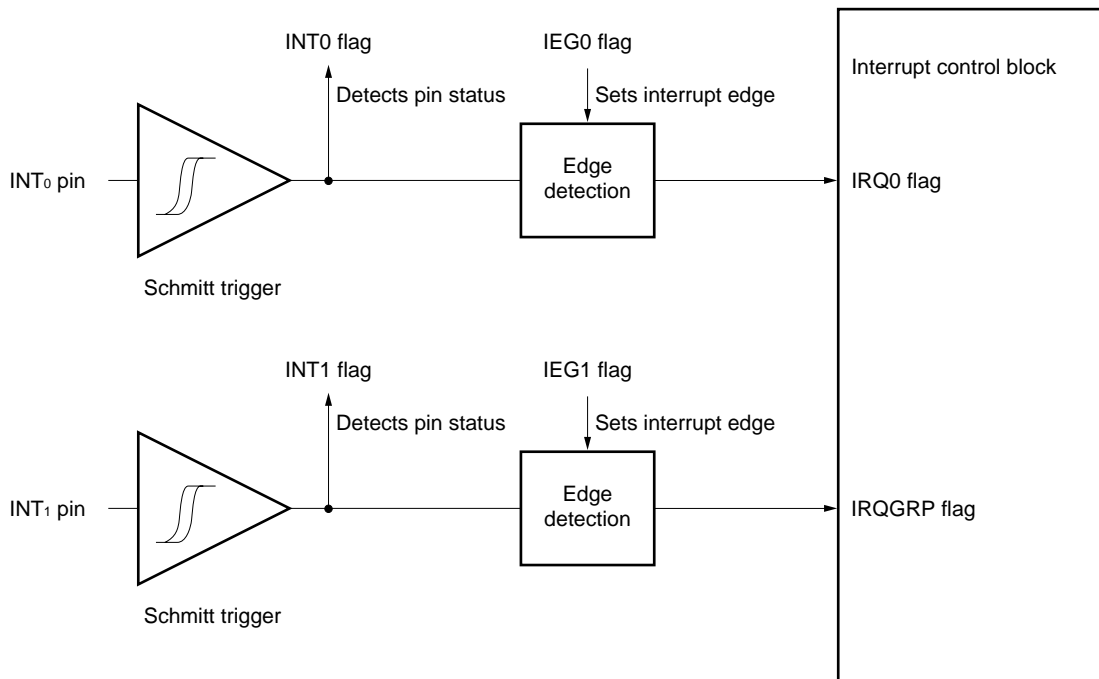 INT0 flag
IEG0 flag
Interrupt control block
Detects pin status
Sets interrupt edge
INT₀ pin
Edge
detection
IRQ0 flag
Schmitt trigger
INT1 flag
IEG1 flag
Detects pin status
Sets interrupt edge
INT₁ pin
Edge
detection
IRQGRP flag
Schmitt trigger